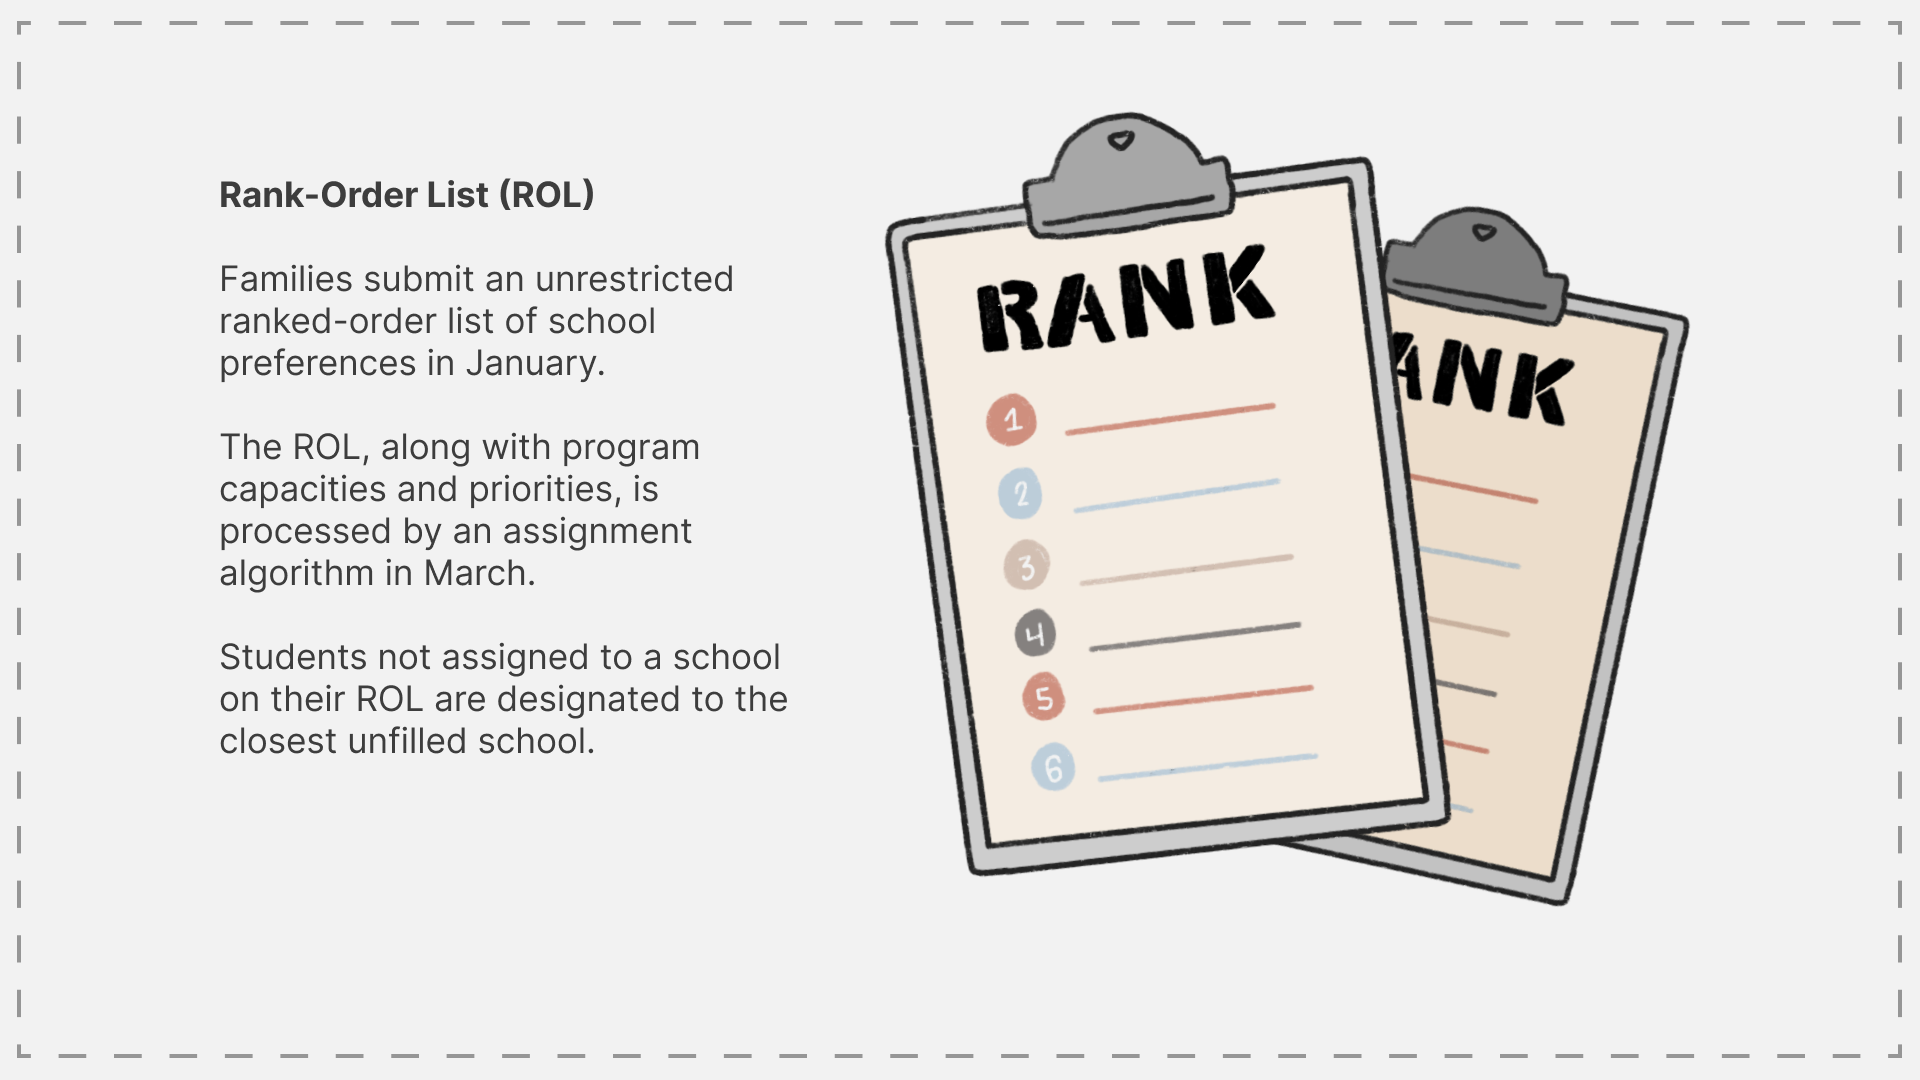 Rank-Order List (ROL)
Families submit an unrestricted
ranked-order list of school
preferences in January.
The ROL, along with program
capacities and priorities, is
processed by an assignment
algorithm in March.
Students not assigned to a school
on their ROL are designated to the
closest unfilled school.
RANK
1
2
3
4
5
6
ANK